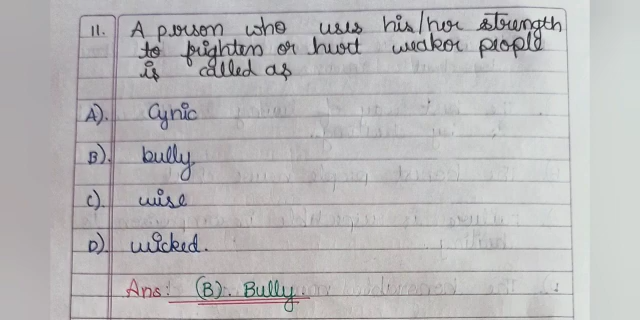 11. A person who uses his/her strength
to frighten or hurt weaker people
is called as
A). Cynic
B). bully
C). wise
D). wicked.
Ans: (B). Bully.